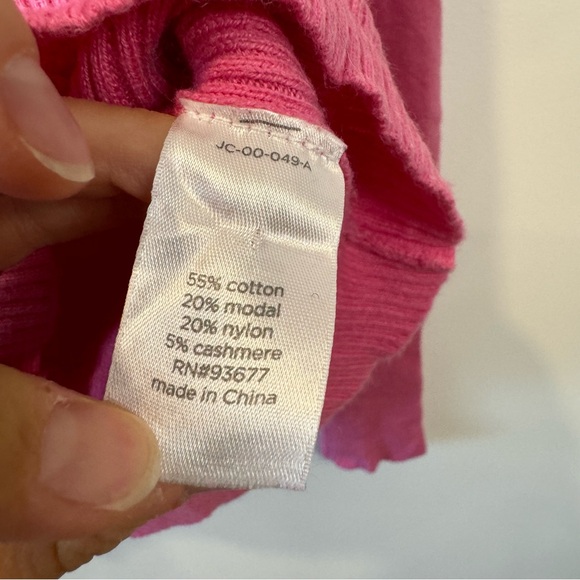 JC-00-049-A
55% cotton
20% modal
20% nylon
5% cashmere
RN#93677
made in China